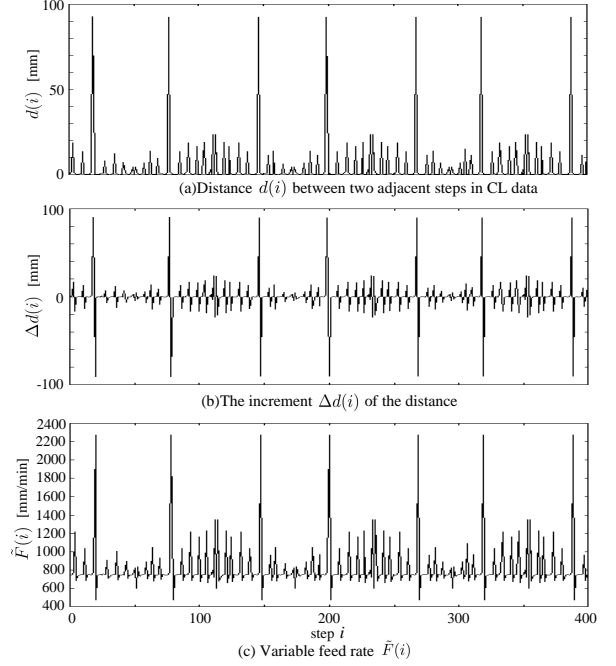 100
50
0
d(i) [mm]
(a)Distance d(i) between two adjacent steps in CL data
100
0
-100
Δd(i) [mm]
(b)The increment Δd(i) of the distance
2400
2200
2000
1800
1600
1400
1200
1000
800
600
400
F̃(i) [mm/min]
0 100 200 300 400
step i
(c) Variable feed rate F̃(i)